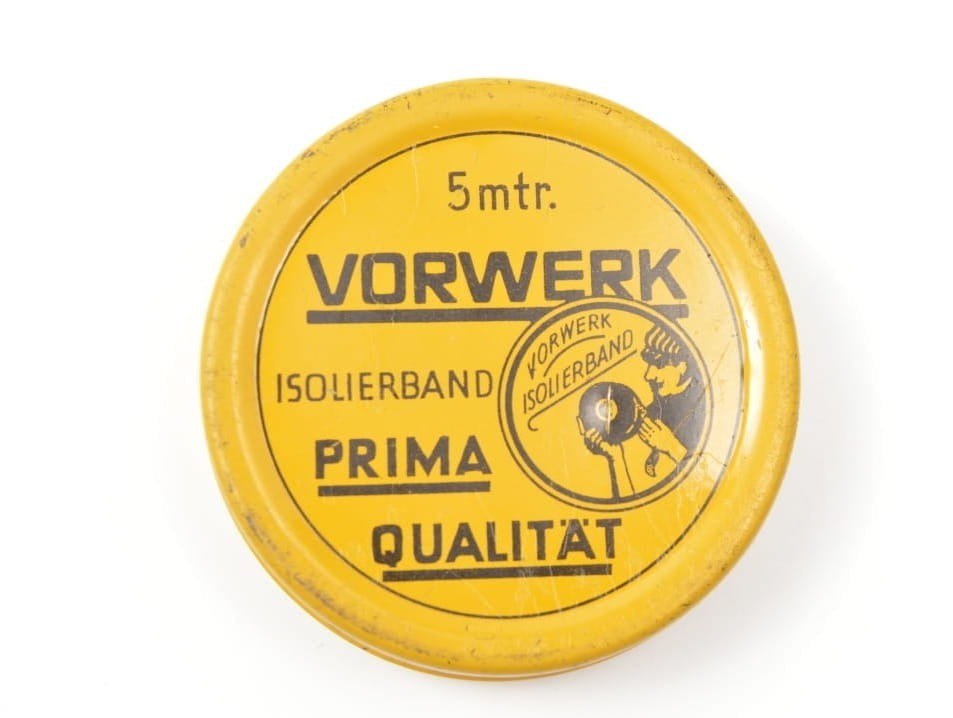 5 mtr.
VORWERK
VORWERK
ISOLIERBAND
ISOLIERBAND
PRIMA
QUALITÄT